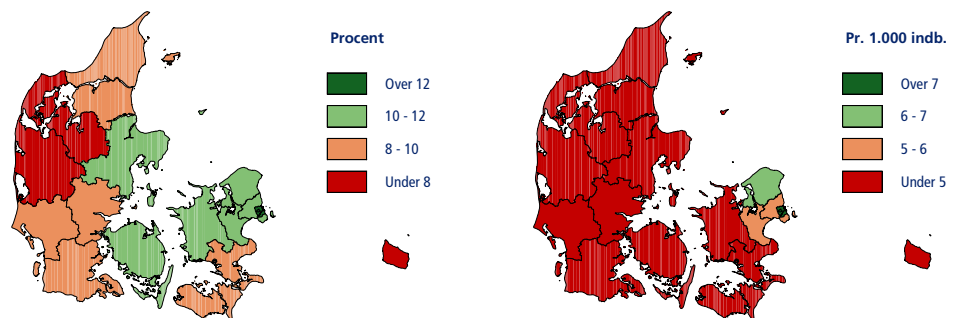 Procent
Over 12
10 - 12
8 - 10
Under 8
Pr. 1.000 indb.
Over 7
6 - 7
5 - 6
Under 5